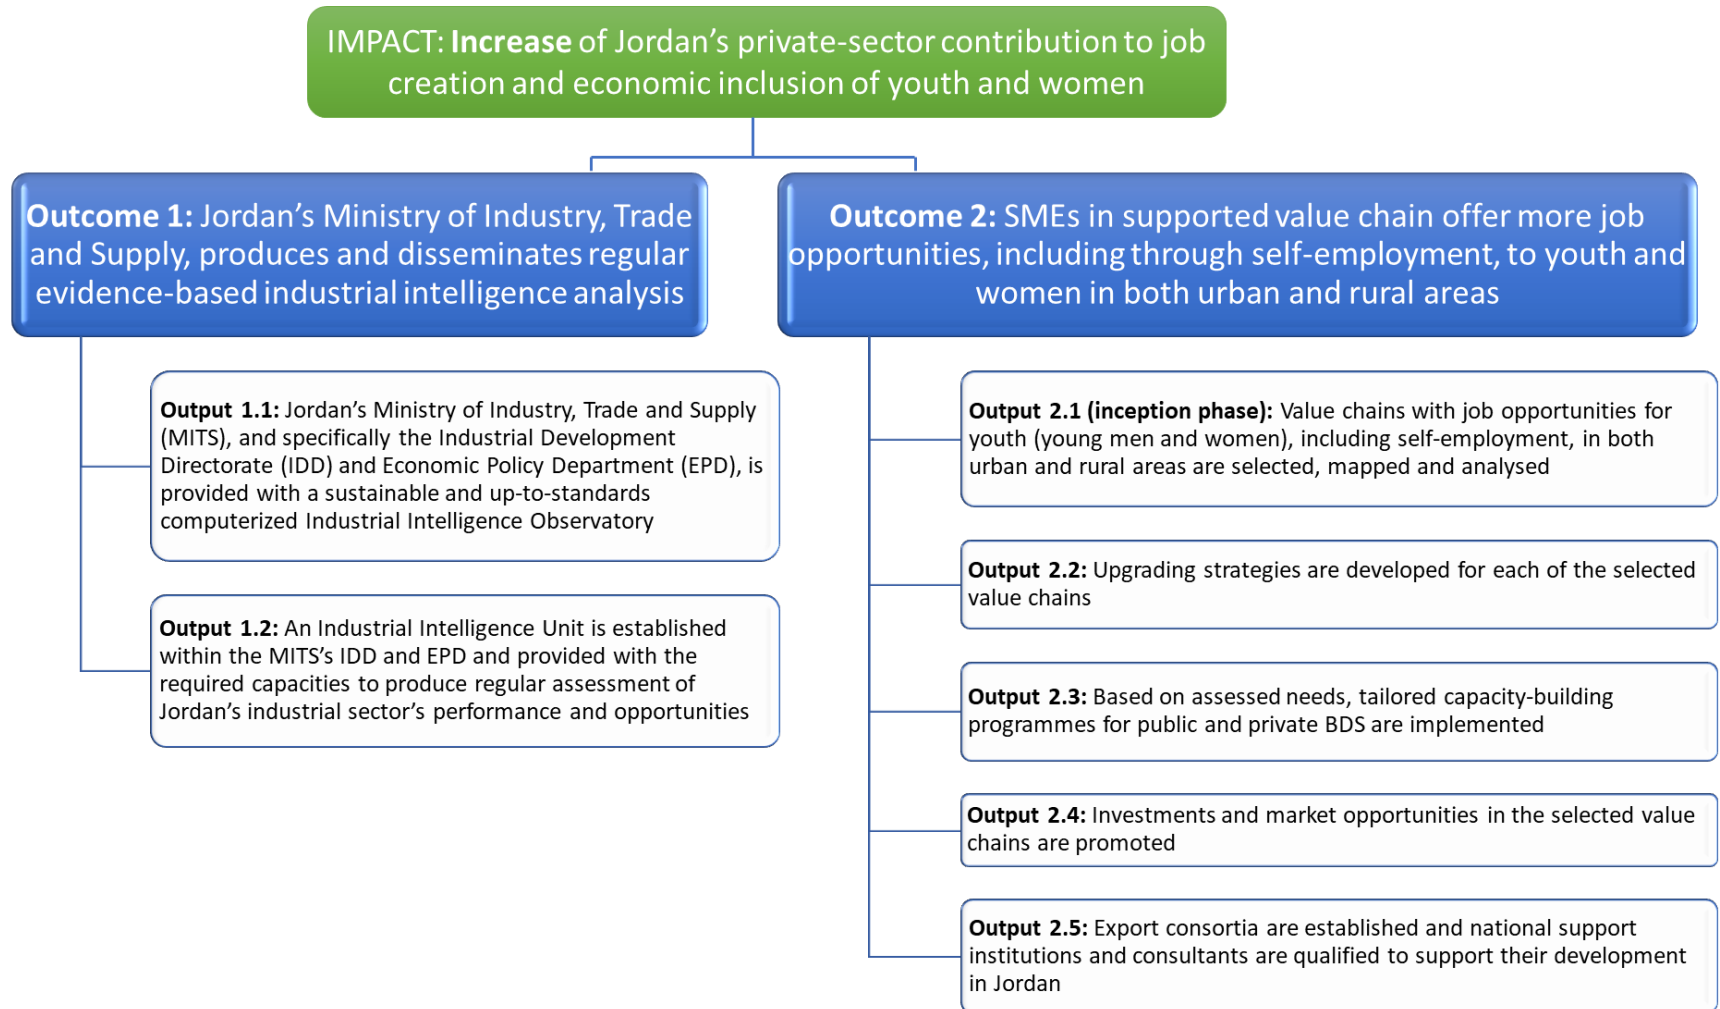 IMPACT: Increase of Jordan’s private-sector contribution to job
creation and economic inclusion of youth and women
Outcome 1: Jordan’s Ministry of Industry, Trade
and Supply, produces and disseminates regular
evidence-based industrial intelligence analysis
Output 1.1: Jordan’s Ministry of Industry, Trade and Supply
(MITS), and specifically the Industrial Development
Directorate (IDD) and Economic Policy Department (EPD), is
provided with a sustainable and up-to-standards
computerized Industrial Intelligence Observatory
Output 1.2: An Industrial Intelligence Unit is established
within the MITS’s IDD and EPD and provided with the
required capacities to produce regular assessment of
Jordan’s industrial sector’s performance and opportunities
Outcome 2: SMEs in supported value chain offer more job
opportunities, including through self-employment, to youth and
women in both urban and rural areas
Output 2.1 (inception phase): Value chains with job opportunities for
youth (young men and women), including self-employment, in both
urban and rural areas are selected, mapped and analysed
Output 2.2: Upgrading strategies are developed for each of the selected
value chains
Output 2.3: Based on assessed needs, tailored capacity-building
programmes for public and private BDS are implemented
Output 2.4: Investments and market opportunities in the selected value
chains are promoted
Output 2.5: Export consortia are established and national support
institutions and consultants are qualified to support their development
in Jordan